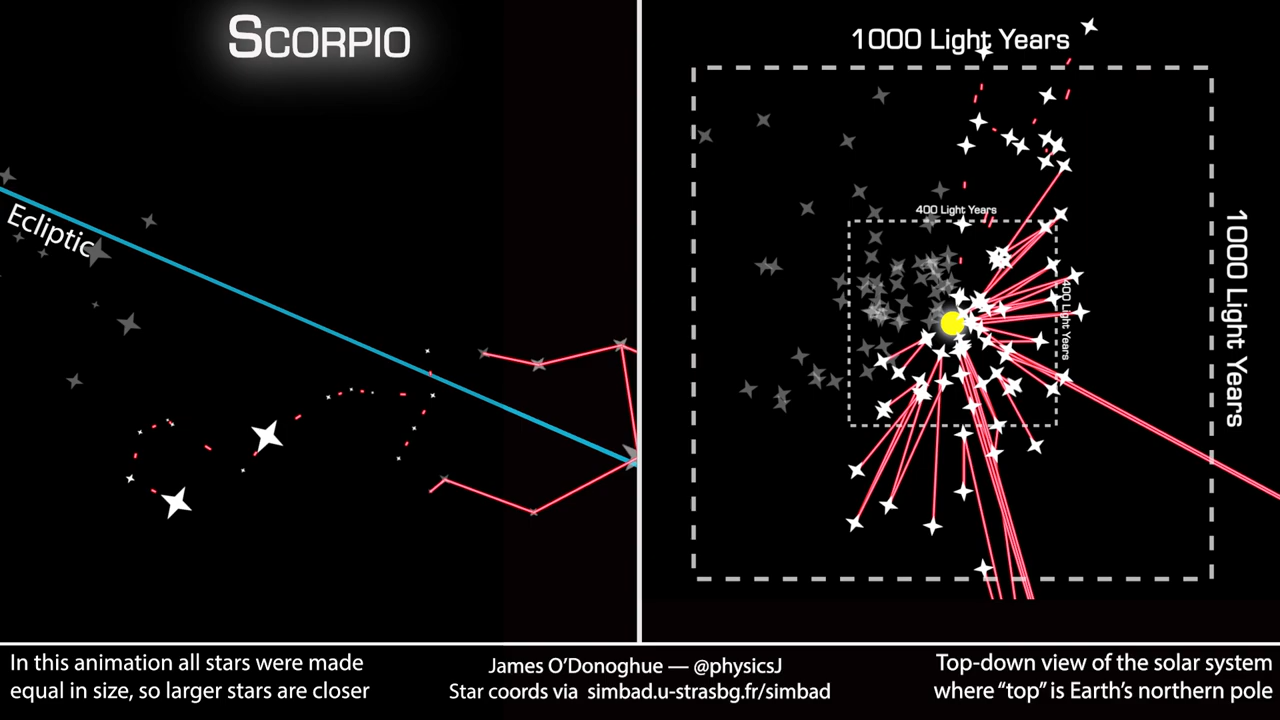 SCORPIO
Ecliptic
1000 Light Years
400 Light Years
400 Light Years
1000 Light Years
In this animation all stars were made
equal in size, so larger stars are closer
James O’Donoghue — @physicsJ
Star coords via simbad.u-strasbg.fr/simbad
Top-down view of the solar system
where “top” is Earth’s northern pole